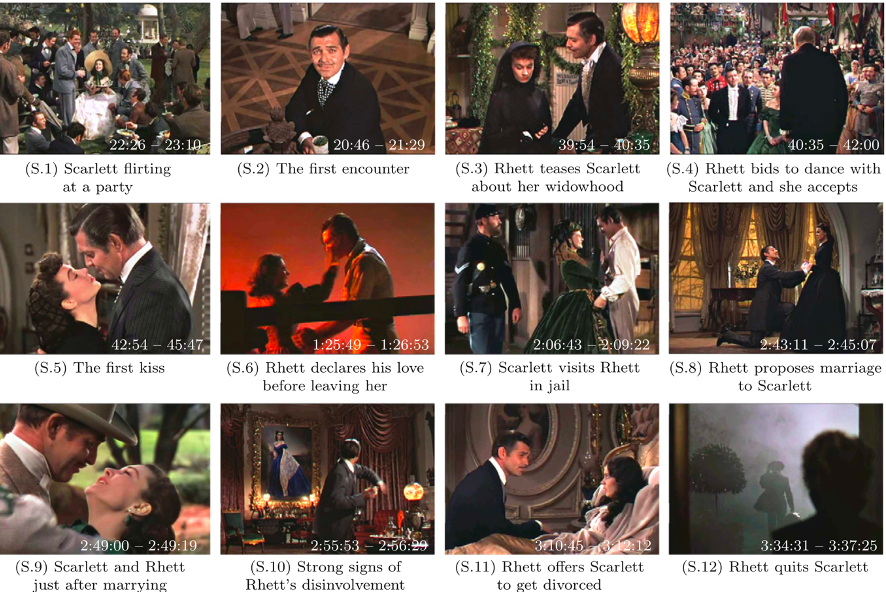 22:26 – 23:10
20:46 – 21:29
39:54 – 40:35
40:35 – 42:00
(S.1) Scarlett flirting
at a party
(S.2) The first encounter
(S.3) Rhett teases Scarlett
about her widowhood
(S.4) Rhett bids to dance with
Scarlett and she accepts
42:54 – 45:47
1:25:49 – 1:26:53
2:06:43 – 2:09:22
2:43:11 – 2:45:07
(S.5) The first kiss
(S.6) Rhett declares his love
before leaving her
(S.7) Scarlett visits Rhett
in jail
(S.8) Rhett proposes marriage
to Scarlett
2:49:00 – 2:49:19
2:55:53 – 2:56:29
3:10:45 – 3:12:12
3:34:31 – 3:37:25
(S.9) Scarlett and Rhett
just after marrying
(S.10) Strong signs of
Rhett's disinvolvement
(S.11) Rhett offers Scarlett
to get divorced
(S.12) Rhett quits Scarlett